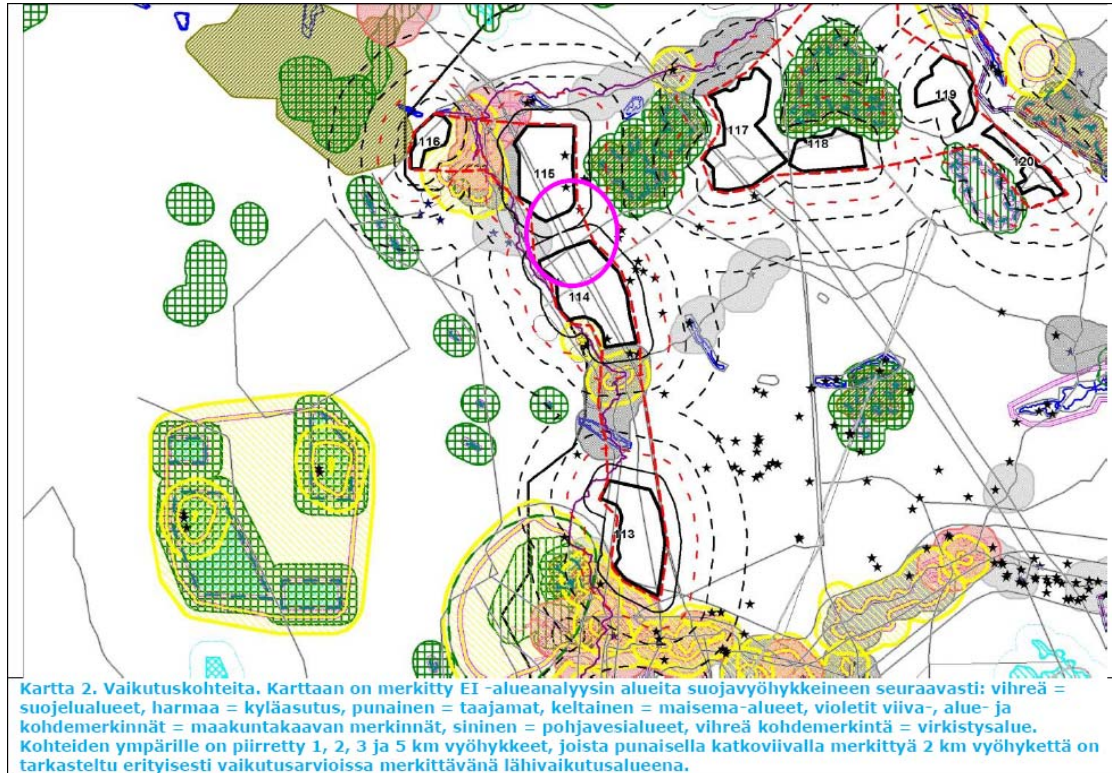 119
116
117
118
120
115
114
113
Kartta 2. Vaikutuskohteita. Karttaan on merkitty EI -alueanalyysin alueita suojavyöhykkeineen seuraavasti: vihreä =
suojelualueet, harmaa = kyläasutus, punainen = taajamat, keltainen = maisema-alueet, violetit viiva-, alue- ja
kohdemerkinnät = maakuntakaavan merkinnät, sininen = pohjavesialueet, vihreä kohdemerkintä = virkistysalue.
Kohteiden ympärille on piirretty 1, 2, 3 ja 5 km vyöhykkeet, joista punaisella katkoviivalla merkittyä 2 km vyöhykettä on
tarkasteltu erityisesti vaikutusarvioissa merkittävänä lähivaikutusalueena.